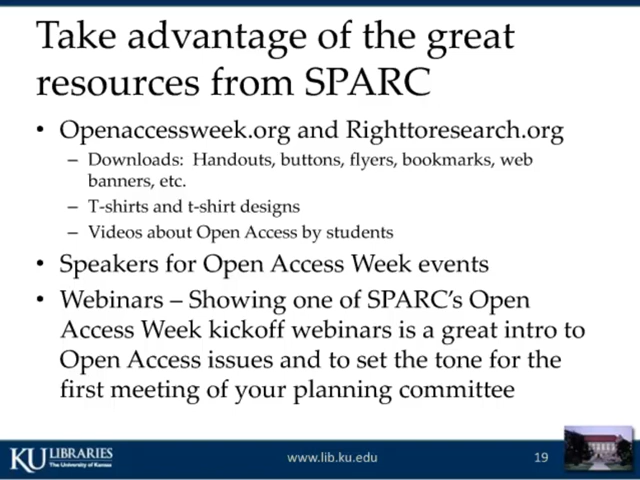 Take advantage of the great
resources from SPARC
• Openaccessweek.org and Righttoresearch.org
– Downloads: Handouts, buttons, flyers, bookmarks, web
banners, etc.
– T-shirts and t-shirt designs
– Videos about Open Access by students
• Speakers for Open Access Week events
• Webinars – Showing one of SPARC's Open
Access Week kickoff webinars is a great intro to
Open Access issues and to set the tone for the
first meeting of your planning committee
KU LIBRARIES
The University of Kansas
www.lib.ku.edu
19